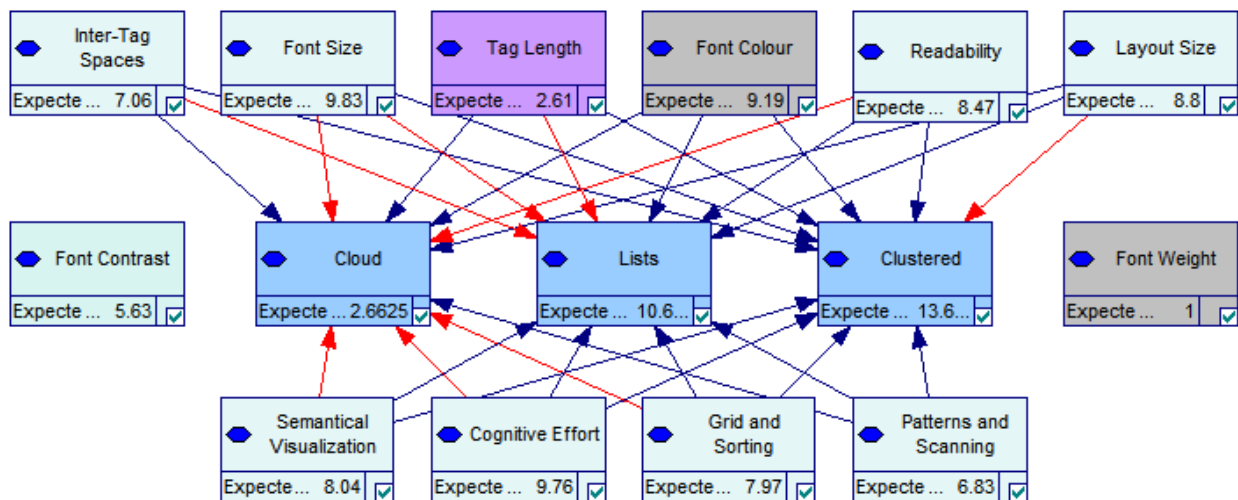 Inter-Tag
Spaces
Expecte ... 7.06
Font Size
Expecte ... 9.83
Tag Length
Expecte ... 2.61
Font Colour
Expecte ... 9.19
Readability
Expecte ... 8.47
Layout Size
Expecte ... 8.8
Font Contrast
Expecte ... 5.63
Cloud
Expecte ... 2.6625
Lists
Expecte ... 10.6...
Clustered
Expecte ... 13.6...
Font Weight
Expecte ... 1
Semantical
Visualization
Expecte ... 8.04
Cognitive Effort
Expecte ... 9.76
Grid and
Sorting
Expecte ... 7.97
Patterns and
Scanning
Expecte ... 6.83